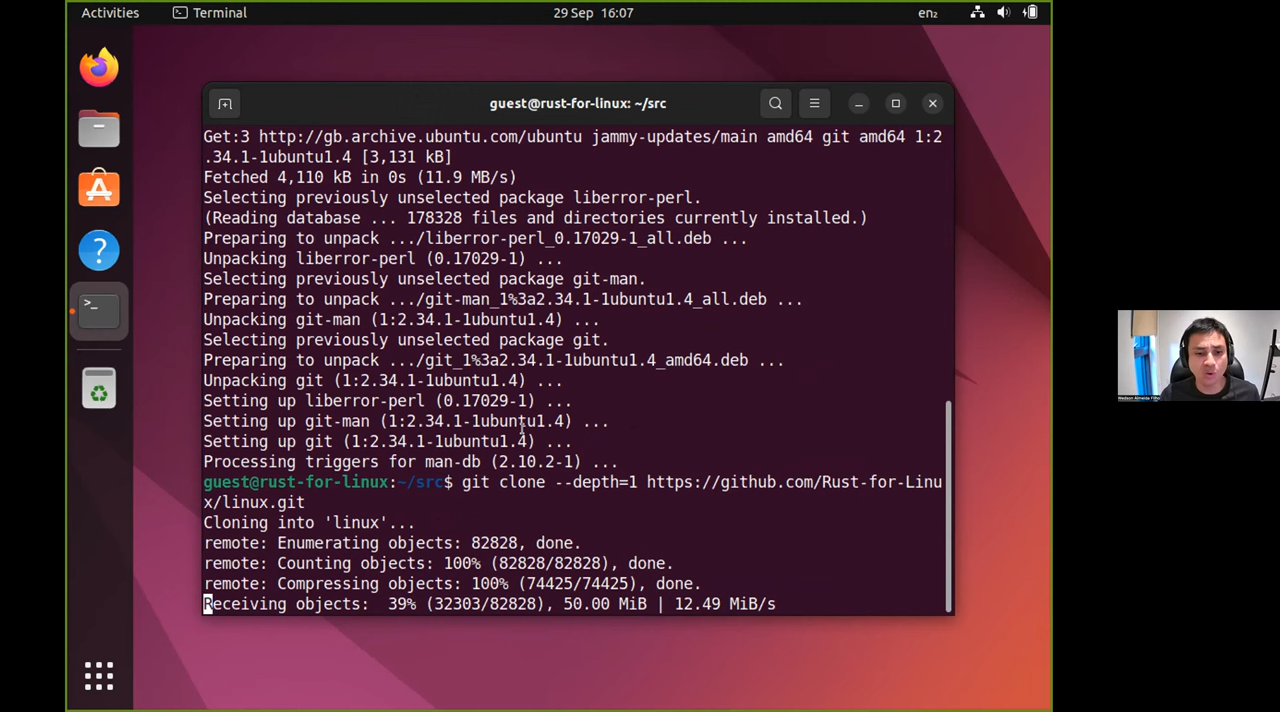 Activities
Terminal
29 Sep 16:07
en₂
guest@rust-for-linux: ~/src
Get:3 http://gb.archive.ubuntu.com/ubuntu jammy-updates/main amd64 git amd64 1:2
.34.1-1ubuntu1.4 [3,131 kB]
Fetched 4,110 kB in 0s (11.9 MB/s)
Selecting previously unselected package liberror-perl.
(Reading database ... 178328 files and directories currently installed.)
Preparing to unpack .../liberror-perl_0.17029-1_all.deb ...
Unpacking liberror-perl (0.17029-1) ...
Selecting previously unselected package git-man.
Preparing to unpack .../git-man_1%3a2.34.1-1ubuntu1.4_all.deb ...
Unpacking git-man (1:2.34.1-1ubuntu1.4) ...
Selecting previously unselected package git.
Preparing to unpack .../git_1%3a2.34.1-1ubuntu1.4_amd64.deb ...
Unpacking git (1:2.34.1-1ubuntu1.4) ...
Setting up liberror-perl (0.17029-1) ...
Setting up git-man (1:2.34.1-1ubuntu1.4) ...
Setting up git (1:2.34.1-1ubuntu1.4) ...
Processing triggers for man-db (2.10.2-1) ...
guest@rust-for-linux:~/src$ git clone --depth=1 https://github.com/Rust-for-Linu
x/linux.git
Cloning into 'linux'...
remote: Enumerating objects: 82828, done.
remote: Counting objects: 100% (82828/82828), done.
remote: Compressing objects: 100% (74425/74425), done.
Receiving objects:  39% (32303/82828), 50.00 MiB | 12.49 MiB/s
Wedson Almeida Filho